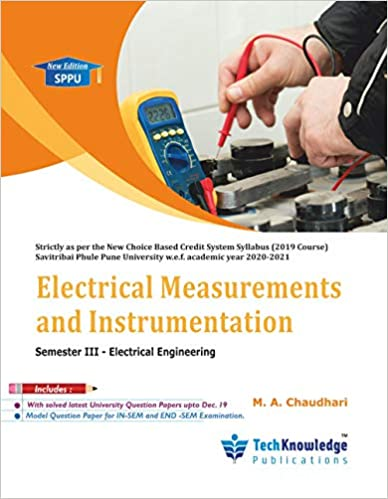 New Edition
SPPU
Strictly as per the New Choice Based Credit System Syllabus (2019 Course)
Savitribai Phule Pune University w.e.f. academic year 2020-2021
Electrical Measurements
and Instrumentation
Semester III - Electrical Engineering
Includes :
With solved latest University Question Papers upto Dec. 19
Model Question Paper for IN-SEM and END -SEM Examination.
M. A. Chaudhari
TechKnowledge™
Publications